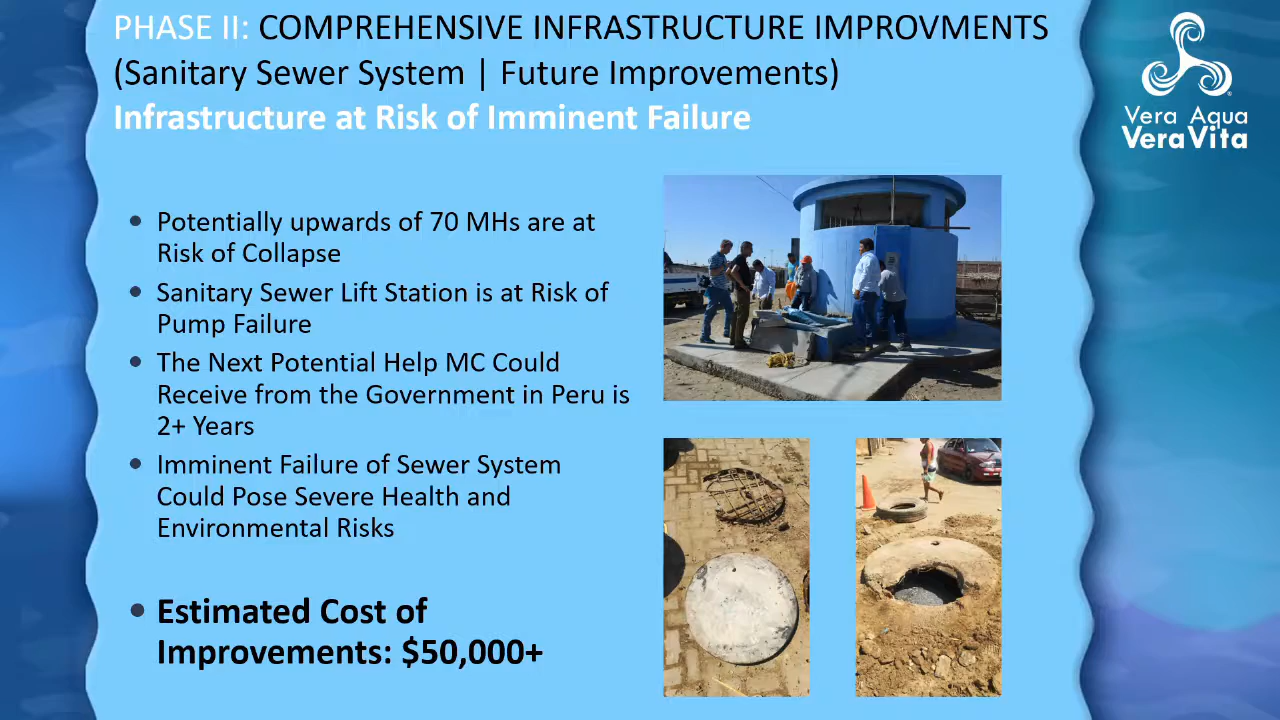 PHASE II: COMPREHENSIVE INFRASTRUCTURE IMPROVMENTS
(Sanitary Sewer System | Future Improvements)
Infrastructure at Risk of Imminent Failure
Vera Aqua
VeraVita
• Potentially upwards of 70 MHs are at
Risk of Collapse
• Sanitary Sewer Lift Station is at Risk of
Pump Failure
• The Next Potential Help MC Could
Receive from the Government in Peru is
2+ Years
• Imminent Failure of Sewer System
Could Pose Severe Health and
Environmental Risks
• Estimated Cost of
Improvements: $50,000+